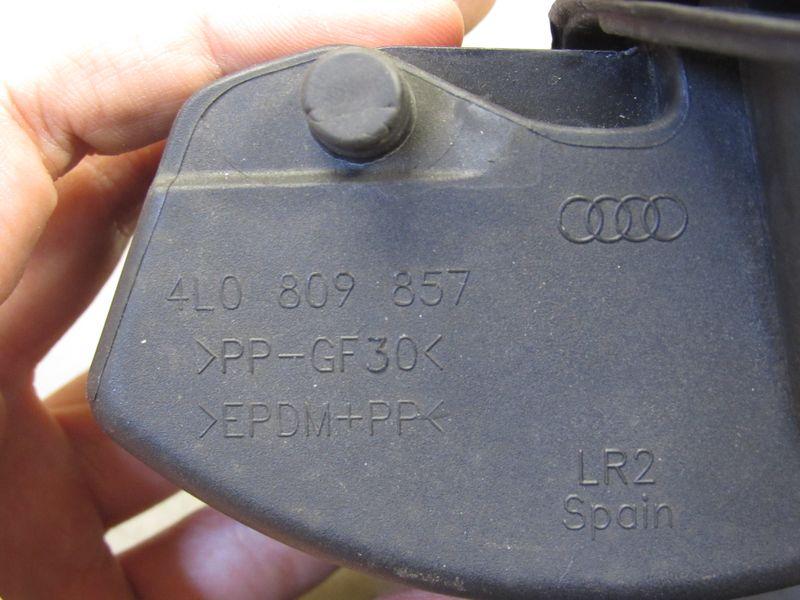 4L0 809 857
>PP-GF30<
>EPDM+PP<
LR2
Spain